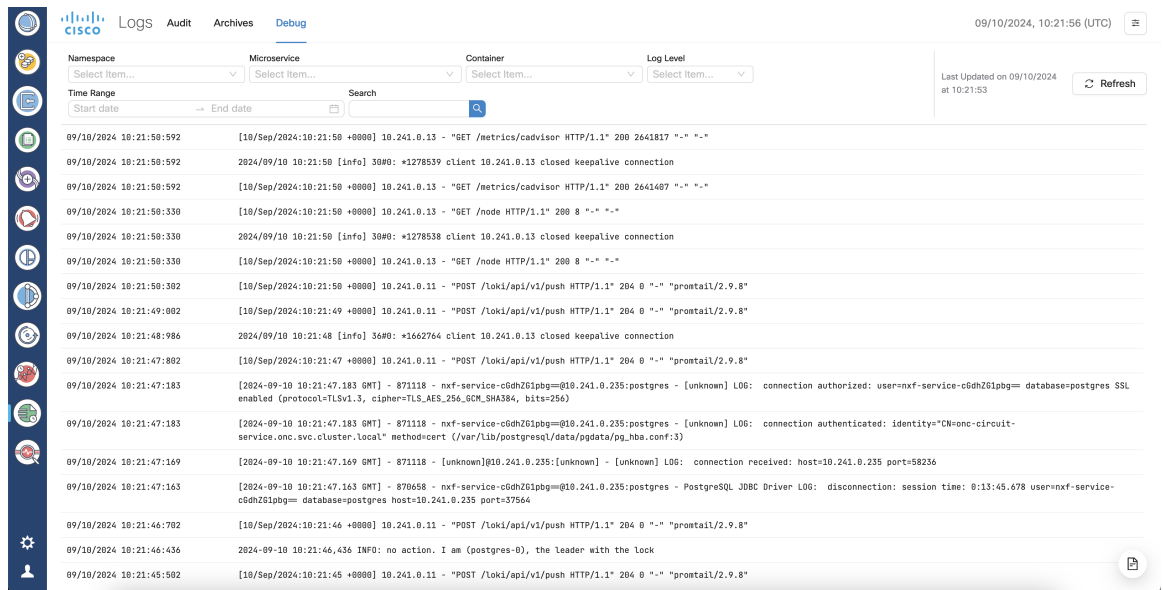 CISCO Logs Audit Archives Debug 09/10/2024, 10:21:56 (UTC)
Namespace Microservice Container Log Level
Select Item... Select Item... Select Item... Select Item...
Last Updated on 09/10/2024
at 10:21:53
Refresh
Time Range Search
Start date → End date
09/10/2024 10:21:50:592 [10/Sep/2024:10:21:50 +0000] 10.241.0.13 - "GET /metrics/cadvisor HTTP/1.1" 200 2641817 "-" "-"
09/10/2024 10:21:50:592 2024/09/10 10:21:50 [info] 30#0: *1278539 client 10.241.0.13 closed keepalive connection
09/10/2024 10:21:50:592 [10/Sep/2024:10:21:50 +0000] 10.241.0.13 - "GET /metrics/cadvisor HTTP/1.1" 200 2641407 "-" "-"
09/10/2024 10:21:50:330 [10/Sep/2024:10:21:50 +0000] 10.241.0.13 - "GET /node HTTP/1.1" 200 8 "-" "-"
09/10/2024 10:21:50:330 2024/09/10 10:21:50 [info] 30#0: *1278538 client 10.241.0.13 closed keepalive connection
09/10/2024 10:21:50:330 [10/Sep/2024:10:21:50 +0000] 10.241.0.13 - "GET /node HTTP/1.1" 200 8 "-" "-"
09/10/2024 10:21:50:302 [10/Sep/2024:10:21:50 +0000] 10.241.0.11 - "POST /loki/api/v1/push HTTP/1.1" 204 0 "-" "promtail/2.9.8"
09/10/2024 10:21:49:002 [10/Sep/2024:10:21:49 +0000] 10.241.0.11 - "POST /loki/api/v1/push HTTP/1.1" 204 0 "-" "promtail/2.9.8"
09/10/2024 10:21:48:986 2024/09/10 10:21:48 [info] 36#0: *1662764 client 10.241.0.13 closed keepalive connection
09/10/2024 10:21:47:802 [10/Sep/2024:10:21:47 +0000] 10.241.0.11 - "POST /loki/api/v1/push HTTP/1.1" 204 0 "-" "promtail/2.9.8"
09/10/2024 10:21:47:183 [2024-09-10 10:21:47.183 GMT] - 871118 - nxf-service-cGdhZG1pbg==@10.241.0.235:postgres - [unknown] LOG: connection authorized: user=nxf-service-cGdhZG1pbg== database=postgres SSL
enabled (protocol=TLSv1.3, cipher=TLS_AES_256_GCM_SHA384, bits=256)
09/10/2024 10:21:47:183 [2024-09-10 10:21:47.183 GMT] - 871118 - nxf-service-cGdhZG1pbg==@10.241.0.235:postgres - [unknown] LOG: connection authenticated: identity="CN=onc-circuit-
service.onc.svc.cluster.local" method=cert (/var/lib/postgresql/data/pgdata/pg_hba.conf:3)
09/10/2024 10:21:47:169 [2024-09-10 10:21:47.169 GMT] - 871118 - [unknown]@10.241.0.235:[unknown] - [unknown] LOG: connection received: host=10.241.0.235 port=58236
09/10/2024 10:21:47:163 [2024-09-10 10:21:47.163 GMT] - 870658 - nxf-service-cGdhZG1pbg==@10.241.0.235:postgres - PostgreSQL JDBC Driver LOG: disconnection: session time: 0:13:45.678 user=nxf-service-
cGdhZG1pbg== database=postgres host=10.241.0.235 port=37564
09/10/2024 10:21:46:702 [10/Sep/2024:10:21:46 +0000] 10.241.0.11 - "POST /loki/api/v1/push HTTP/1.1" 204 0 "-" "promtail/2.9.8"
09/10/2024 10:21:46:436 2024-09-10 10:21:46,436 INFO: no action. I am (postgres-0), the leader with the lock
09/10/2024 10:21:45:502 [10/Sep/2024:10:21:45 +0000] 10.241.0.11 - "POST /loki/api/v1/push HTTP/1.1" 204 0 "-" "promtail/2.9.8"